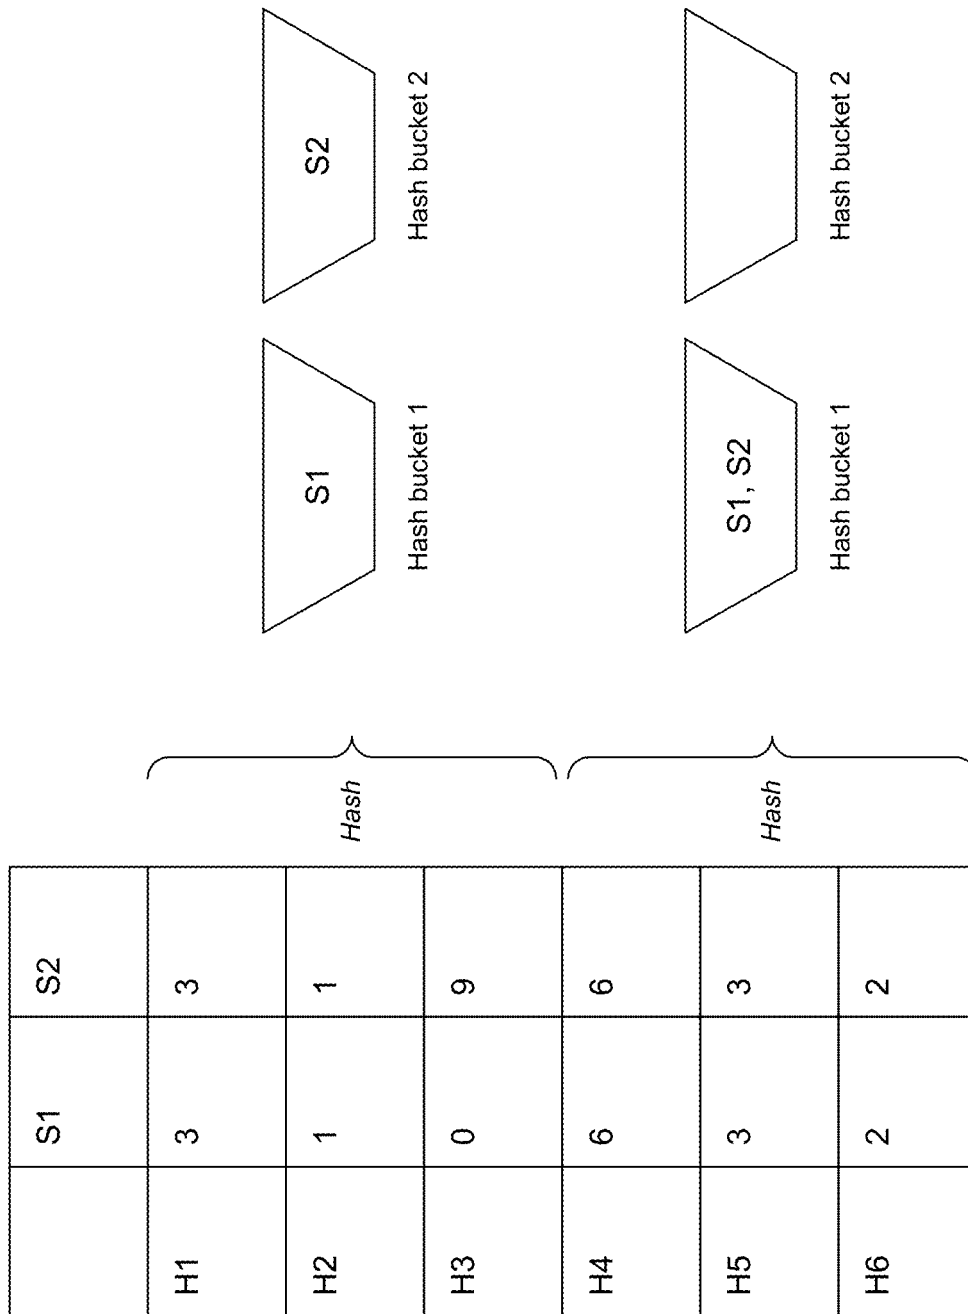 S1 S2
H1 3 3
H2 1 1
H3 0 9
H4 6 6
H5 3 3
H6 2 2
Hash
S1
Hash bucket 1
S2
Hash bucket 2
Hash
S1, S2
Hash bucket 1
Hash bucket 2